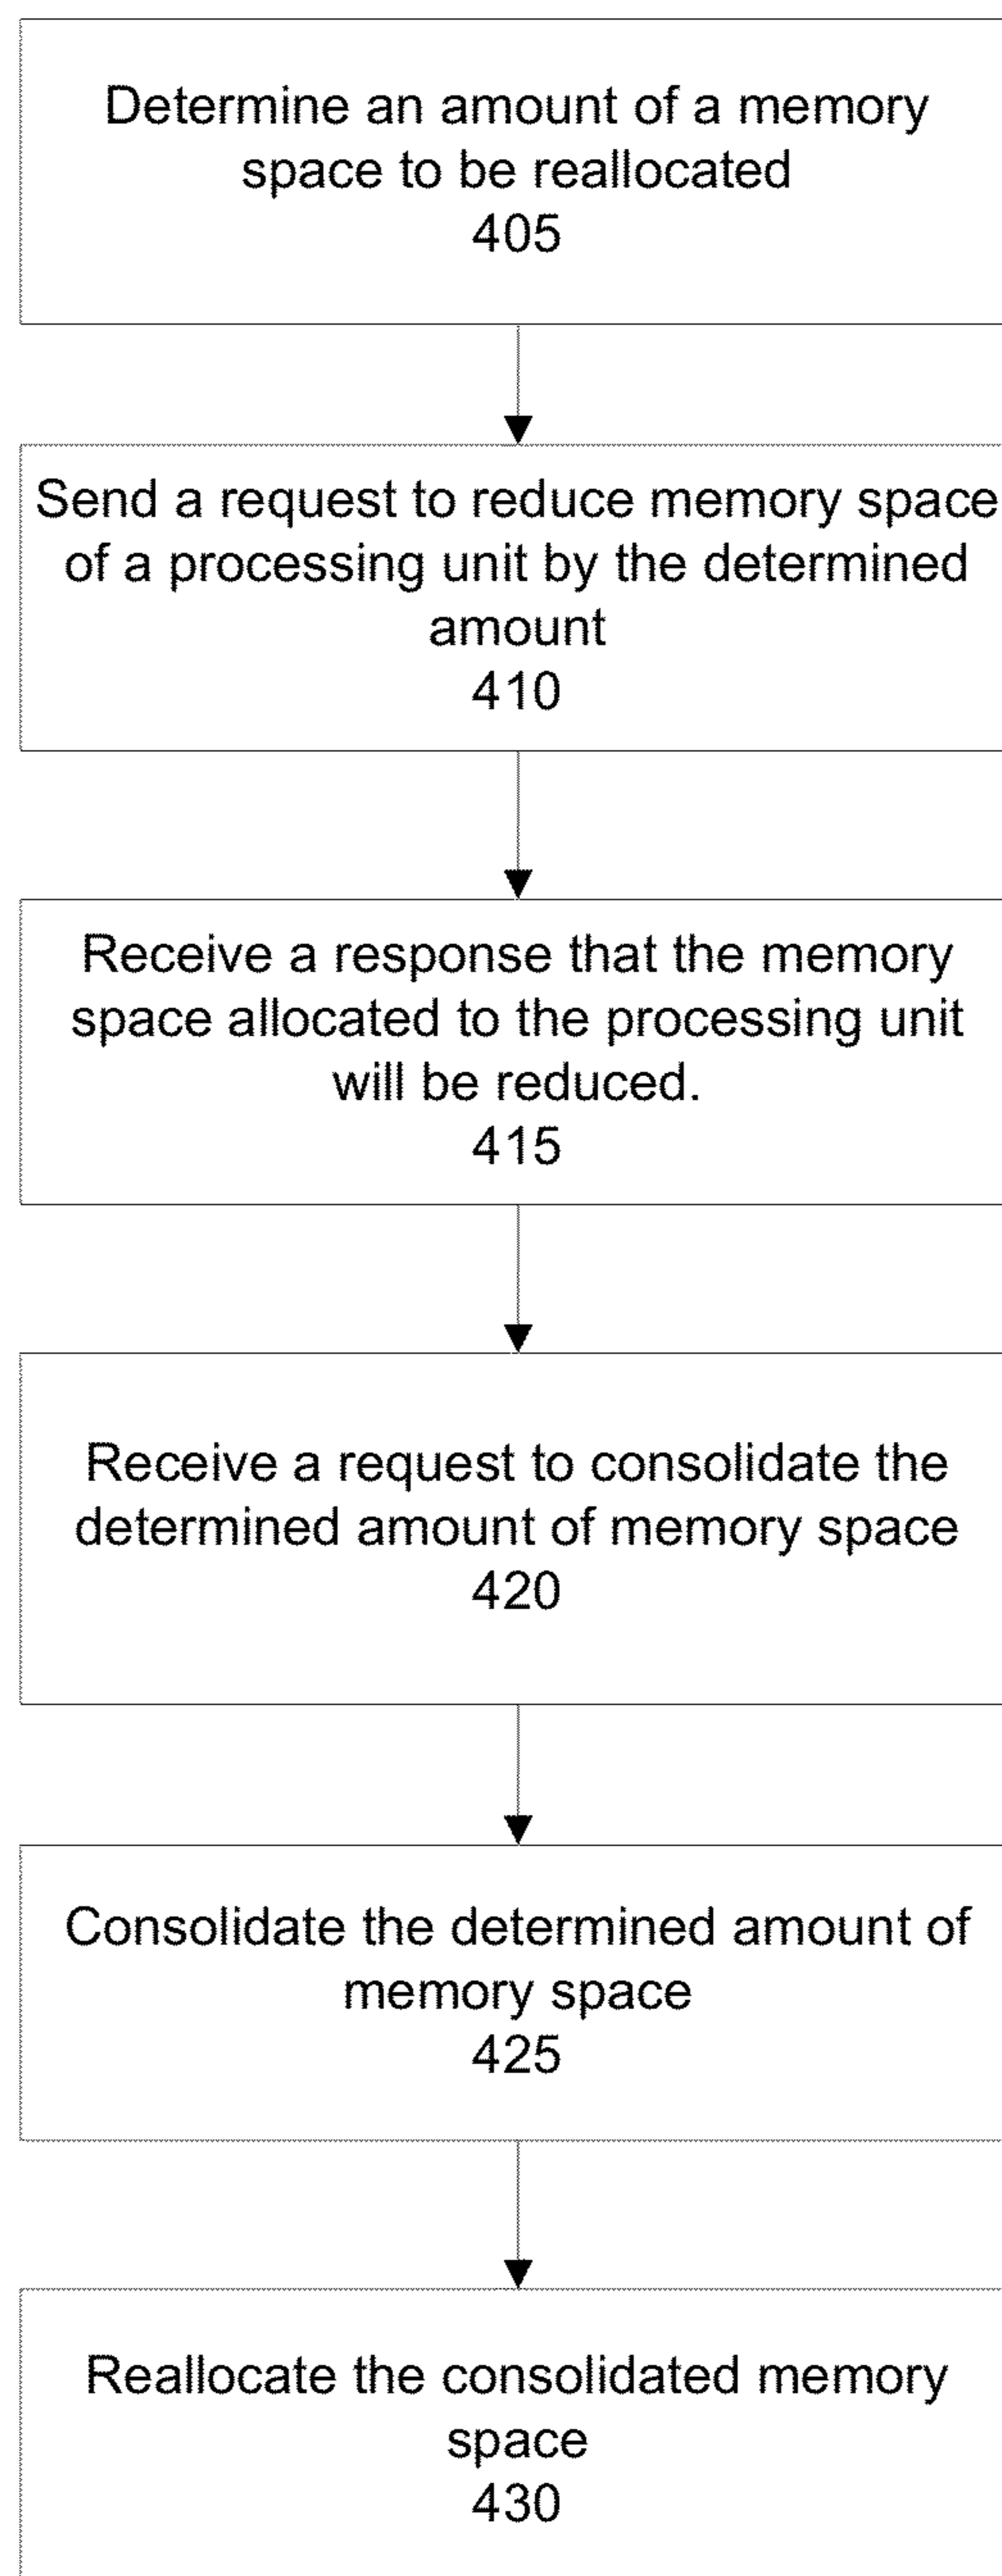 Determine an amount of a memory
space to be reallocated
405
Send a request to reduce memory space
of a processing unit by the determined
amount
410
Receive a response that the memory
space allocated to the processing unit
will be reduced.
415
Receive a request to consolidate the
determined amount of memory space
420
Consolidate the determined amount of
memory space
425
Reallocate the consolidated memory
space
430